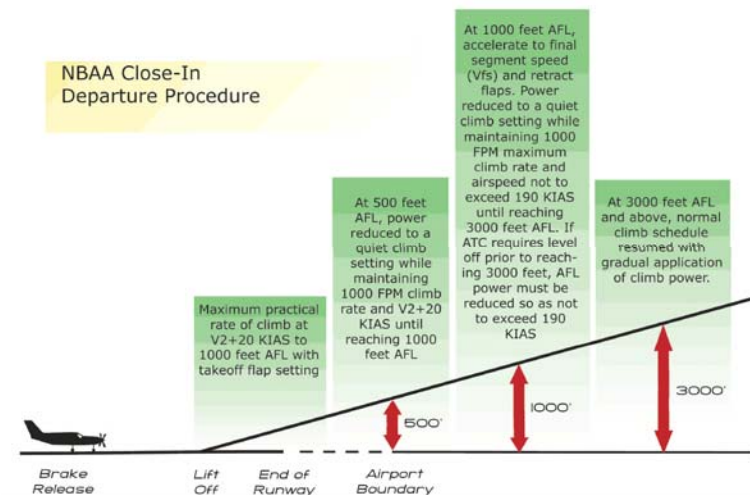 NBAA Close-In
Departure Procedure
Maximum practical
rate of climb at
V2+20 KIAS to
1000 feet AFL with
takeoff flap setting
At 500 feet
AFL, power
reduced to a
quiet climb
setting while
maintaining
1000 FPM climb
rate and V2+20
KIAS until
reaching 1000
feet AFL
At 1000 feet AFL,
accelerate to final
segment speed
(Vfs) and retract
flaps. Power
reduced to a quiet
climb setting while
maintaining 1000
FPM maximum
climb rate and
airspeed not to
exceed 190 KIAS
until reaching
3000 feet AFL. If
ATC requires level
off prior to reach-
ing 3000 feet, AFL
power must be
reduced so as not
to exceed 190
KIAS
At 3000 feet AFL
and above, normal
climb schedule
resumed with
gradual application
of climb power.
500'
1000'
3000'
Brake
Release
Lift
Off
End of
Runway
Airport
Boundary